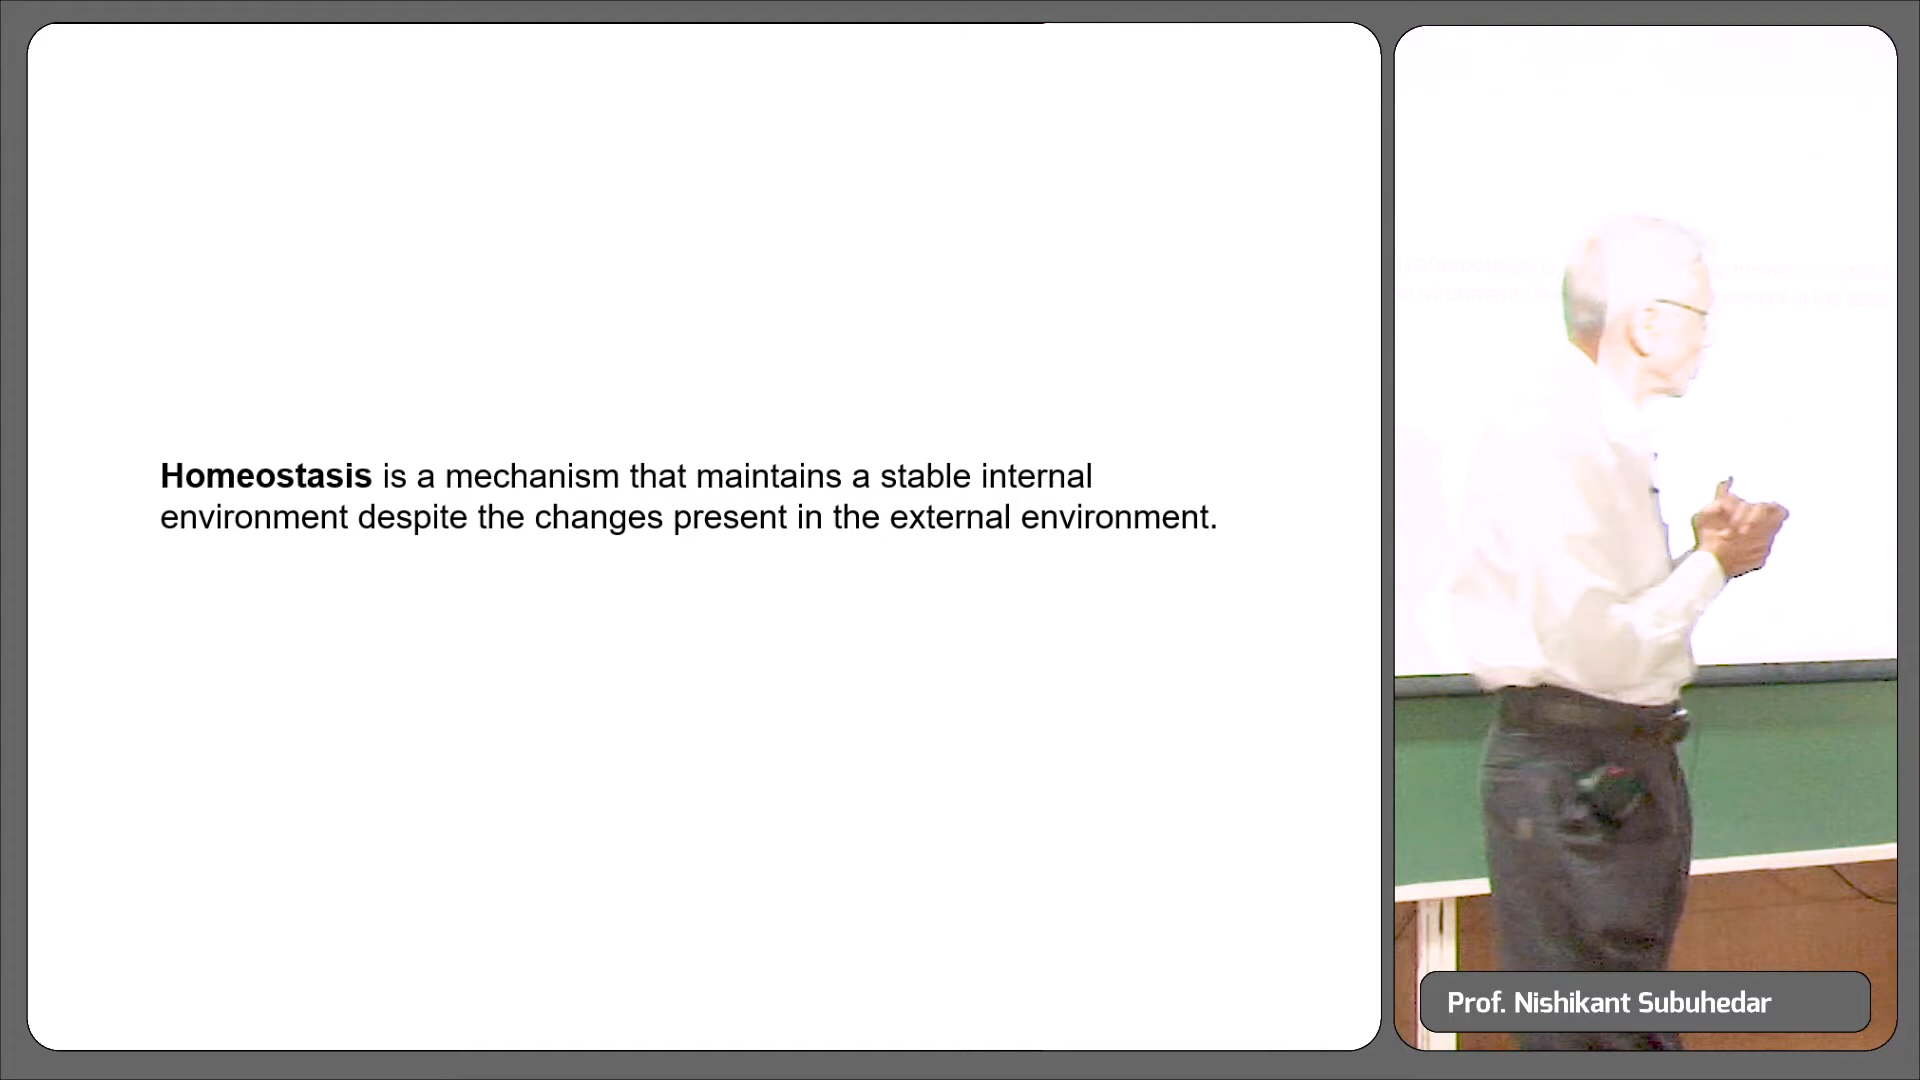 Homeostasis is a mechanism that maintains a stable internal
environment despite the changes present in the external environment.
Prof. Nishikant Subuhedar